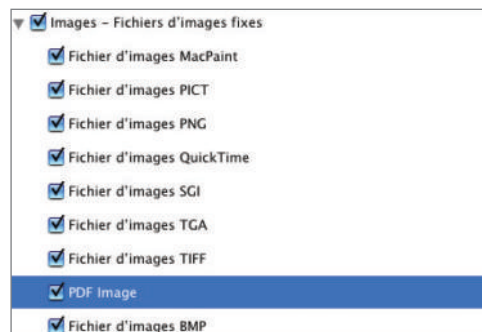 Images – Fichiers d'images fixes
Fichier d'images MacPaint
Fichier d'images PICT
Fichier d'images PNG
Fichier d'images QuickTime
Fichier d'images SGI
Fichier d'images TGA
Fichier d'images TIFF
PDF Image
Fichier d'images BMP